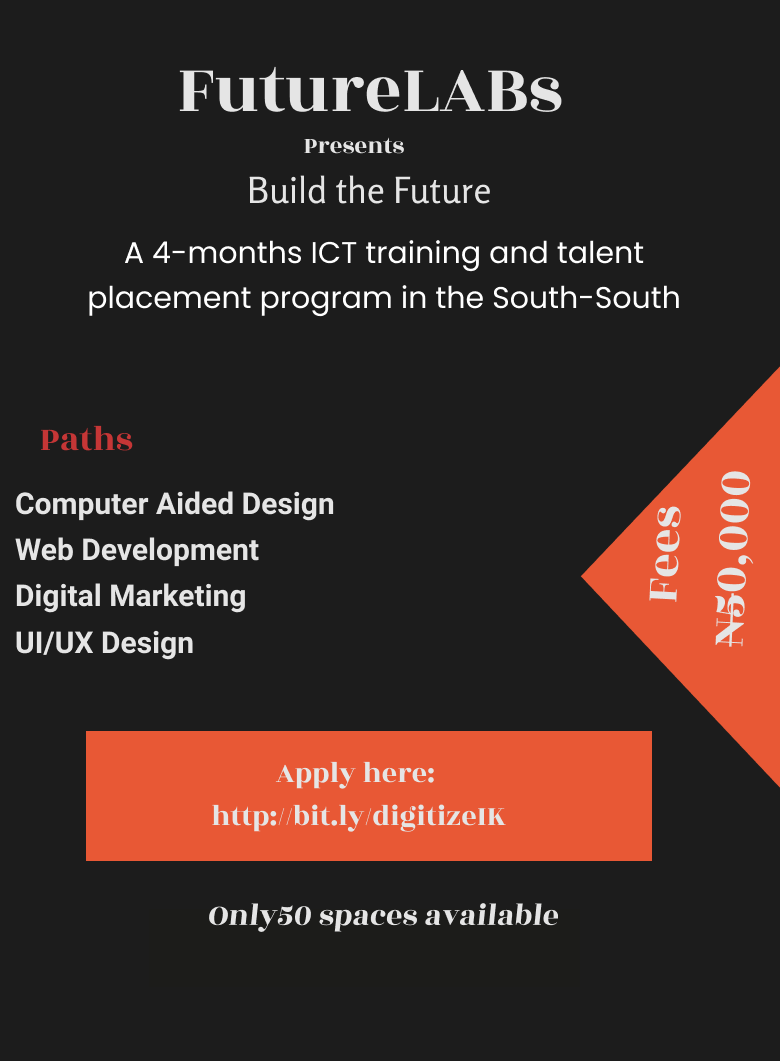 FutureLABs
Presents
Build the Future
A 4-months ICT training and talent
placement program in the South-South
Paths
Computer Aided Design
Web Development
Digital Marketing
UI/UX Design
Fees
₦50,000
Apply here:
http://bit.ly/digitizeIK
Only50 spaces available